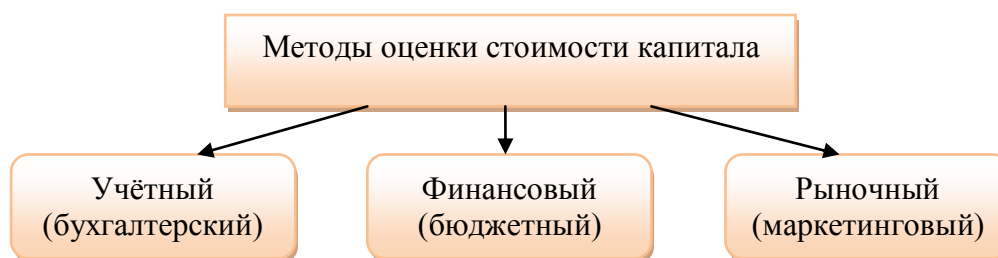 Методы оценки стоимости капитала
Учётный
(бухгалтерский)
Финансовый
(бюджетный)
Рыночный
(маркетинговый)